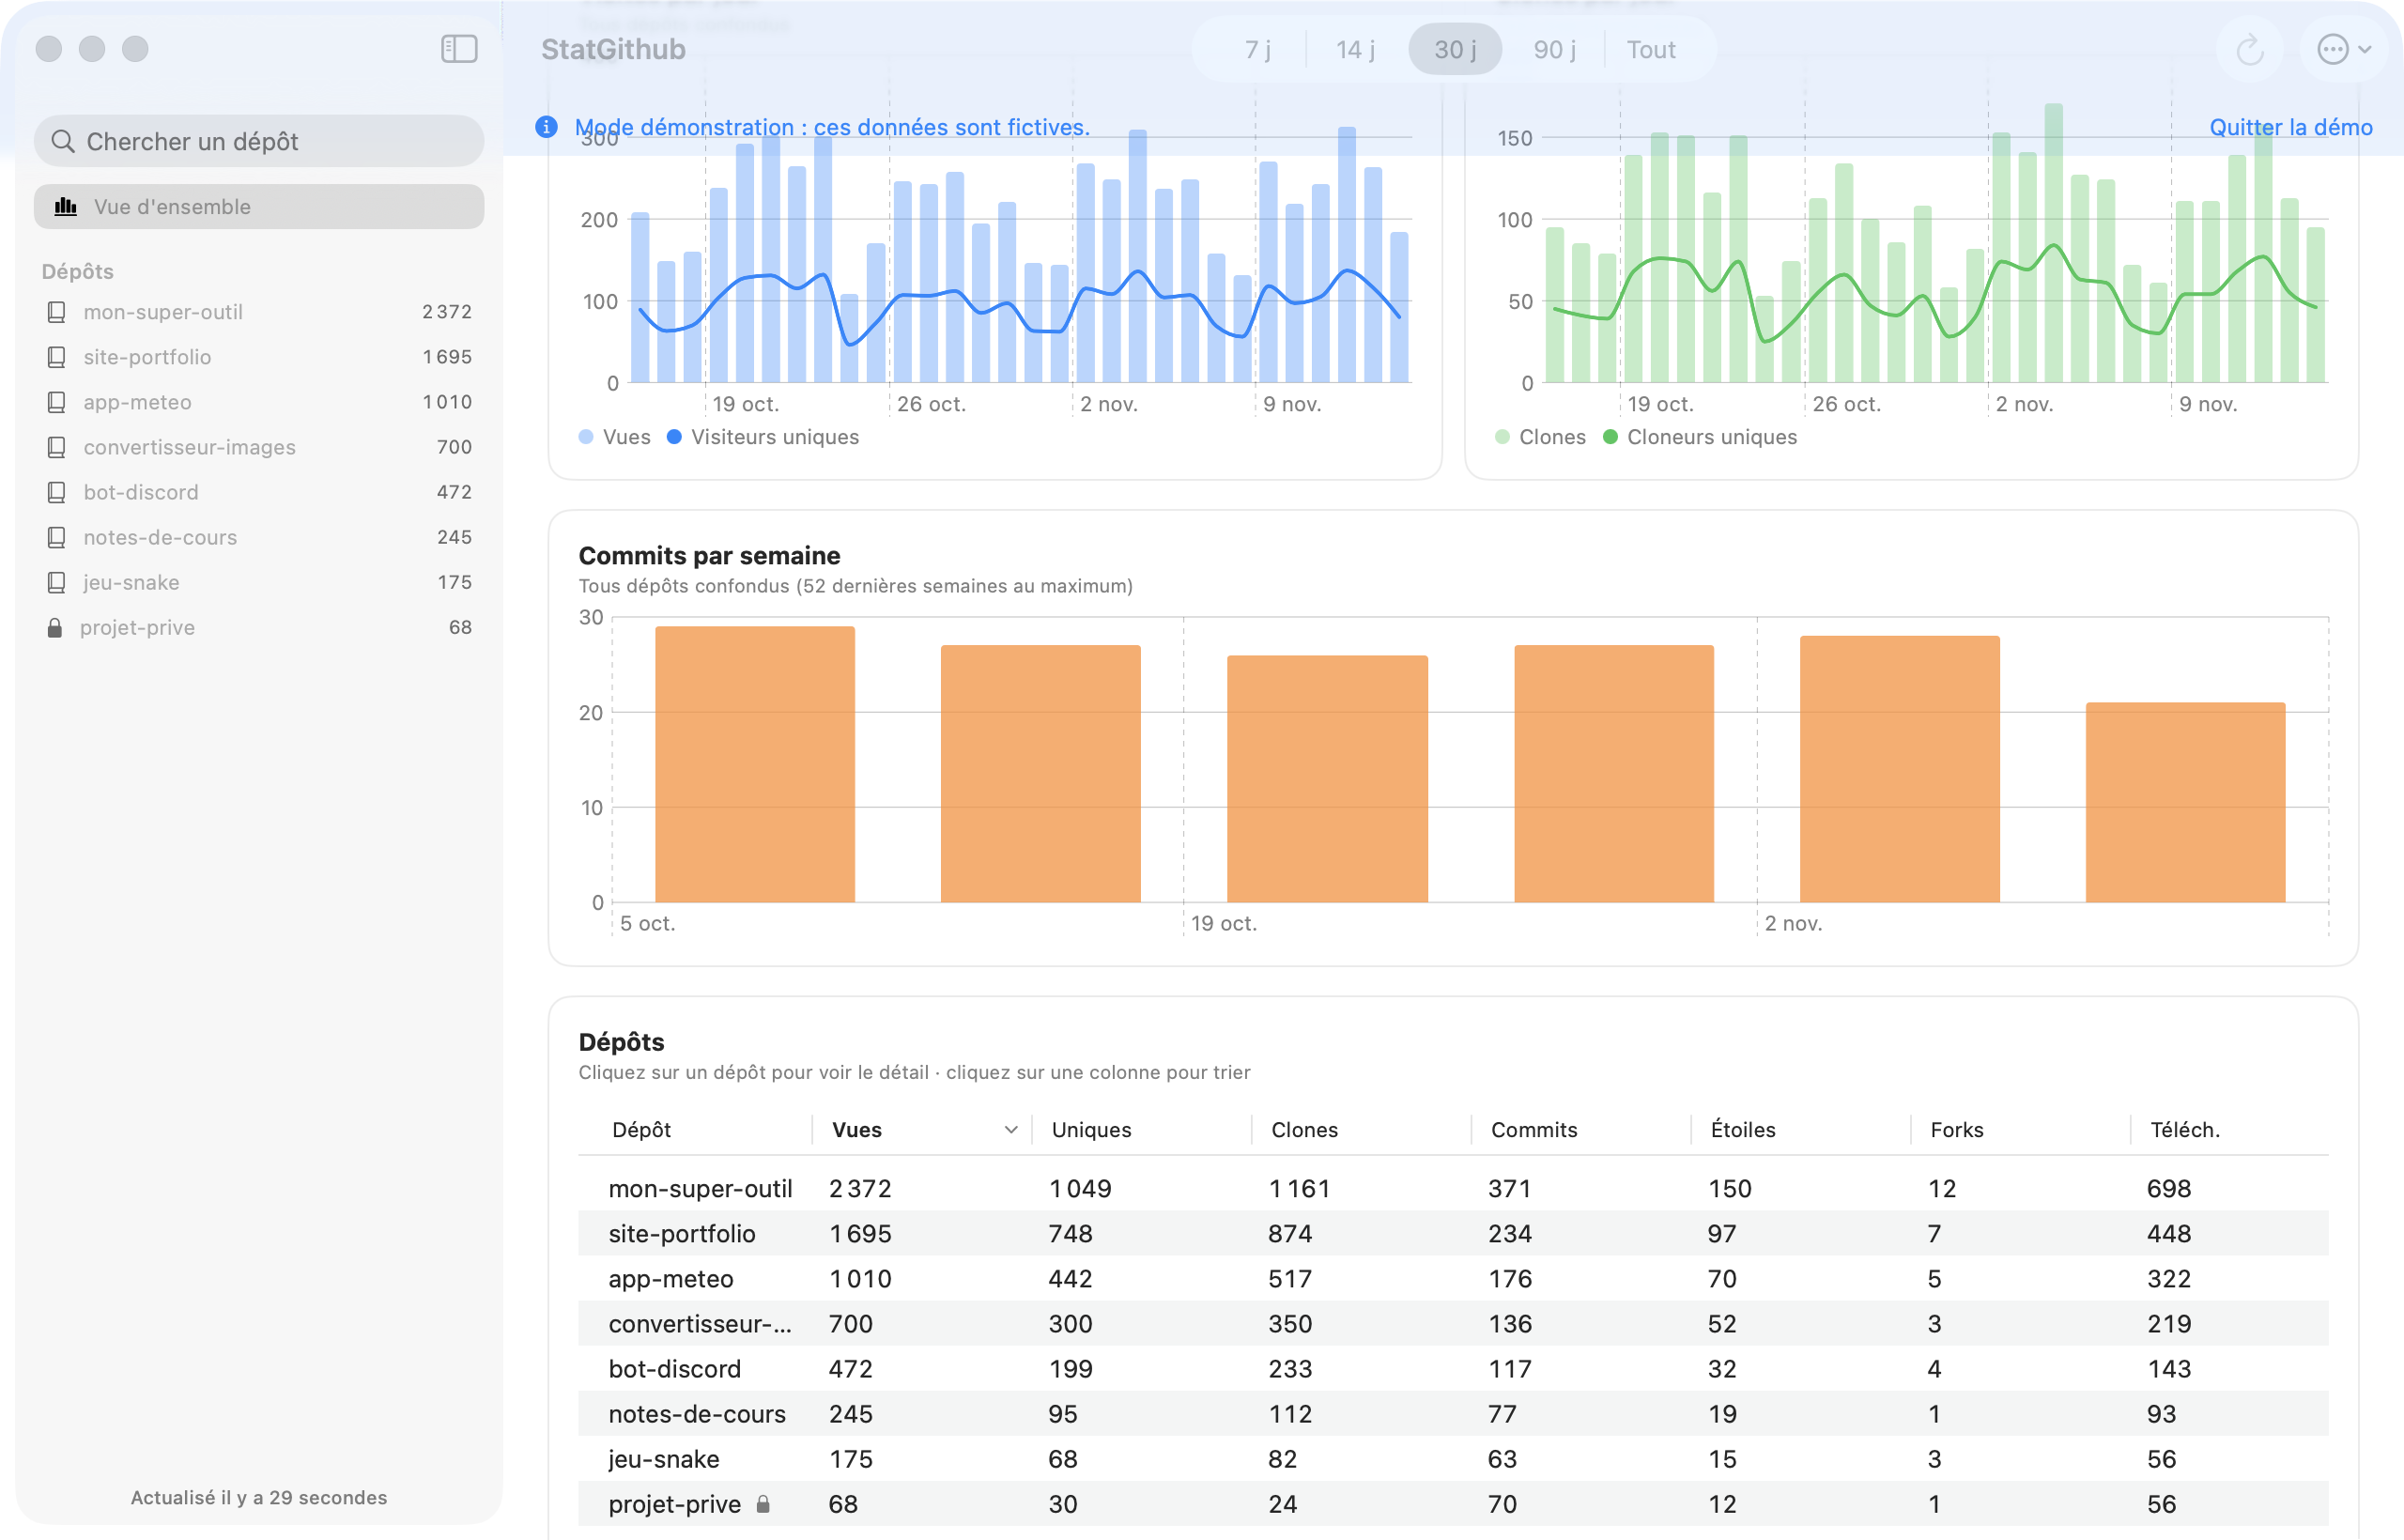 StatGithub
7 j
14 j
30 j
90 j
Tout
Chercher un dépôt
Vue d'ensemble
Dépôts
mon-super-outil 2 372
site-portfolio 1 695
app-meteo 1 010
convertisseur-images 700
bot-discord 472
notes-de-cours 245
jeu-snake 175
projet-prive 68
Actualisé il y a 29 secondes
Mode démonstration : ces données sont fictives.
Quitter la démo
300
200
100
0
19 oct. 26 oct. 2 nov. 9 nov.
Vues Visiteurs uniques
150
100
50
0
19 oct. 26 oct. 2 nov. 9 nov.
Clones Cloneurs uniques
Commits par semaine
Tous dépôts confondus (52 dernières semaines au maximum)
30
20
10
0
5 oct. 19 oct. 2 nov.
Dépôts
Cliquez sur un dépôt pour voir le détail · cliquez sur une colonne pour trier
Dépôt Vues Uniques Clones Commits Étoiles Forks Téléch.
mon-super-outil 2 372 1 049 1 161 371 150 12 698
site-portfolio 1 695 748 874 234 97 7 448
app-meteo 1 010 442 517 176 70 5 322
convertisseur-... 700 300 350 136 52 3 219
bot-discord 472 199 233 117 32 4 143
notes-de-cours 245 95 112 77 19 1 93
jeu-snake 175 68 82 63 15 3 56
projet-prive 68 30 24 70 12 1 56